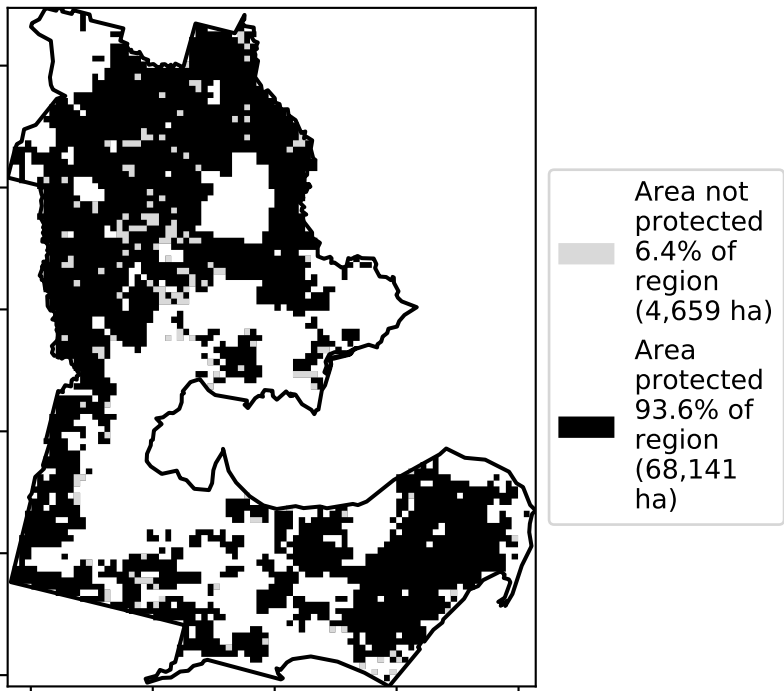 Area not
protected
6.4% of
region
(4,659 ha)
Area
protected
93.6% of
region
(68,141
ha)